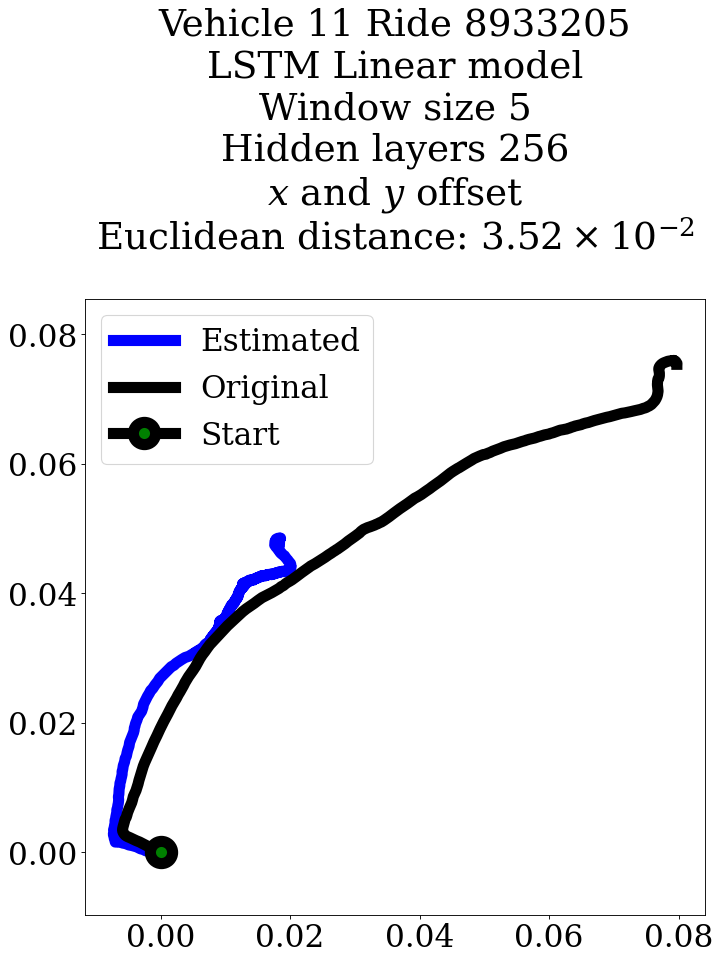 Vehicle 11 Ride 8933205
LSTM Linear model
Window size 5
Hidden layers 256
x and y offset
Euclidean distance: 3.52 × 10⁻²
Estimated
Original
Start
0.08
0.06
0.04
0.02
0.00
0.00 0.02 0.04 0.06 0.08